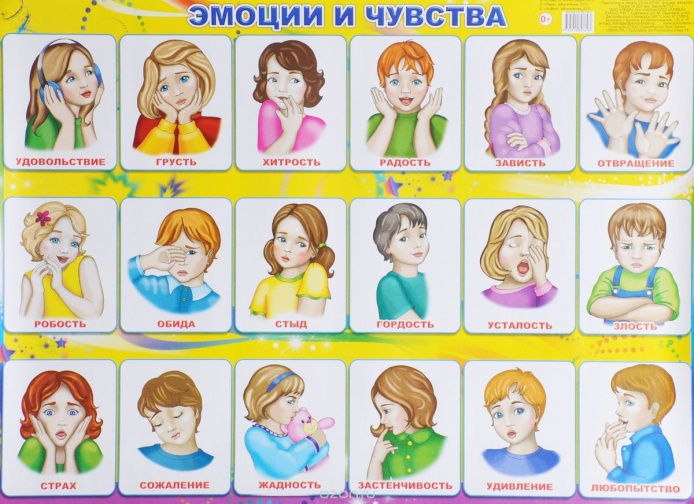 ЭМОЦИИ И ЧУВСТВА
0+
УДОВОЛЬСТВИЕ
ГРУСТЬ
ХИТРОСТЬ
РАДОСТЬ
ЗАВИСТЬ
ОТВРАЩЕНИЕ
РОБОСТЬ
ОБИДА
СТЫД
ГОРДОСТЬ
УСТАЛОСТЬ
ЗЛОСТЬ
СТРАХ
СОЖАЛЕНИЕ
ЖАДНОСТЬ
ЗАСТЕНЧИВОСТЬ
УДИВЛЕНИЕ
ЛЮБОПЫТСТВО